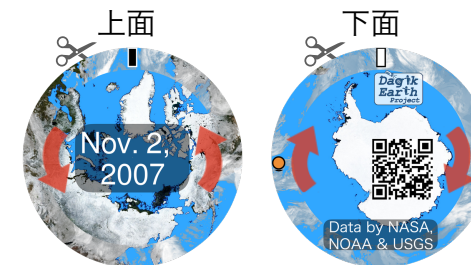 上面
下面
Nov. 2,
2007
Dagik
Earth
Project
Data by NASA,
NOAA & USGS